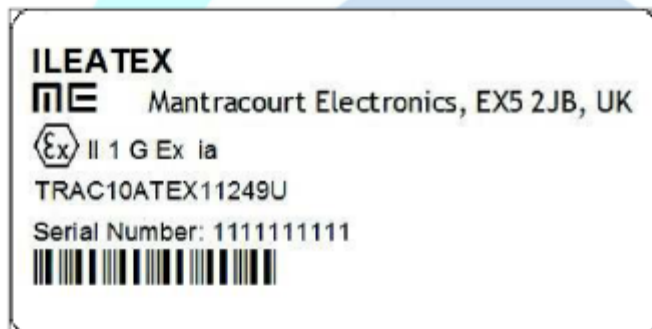 ILEATEX
ME Mantracourt Electronics, EX5 2JB, UK
Ex II 1 G Ex ia
TRAC10ATEX11249U
Serial Number: 1111111111